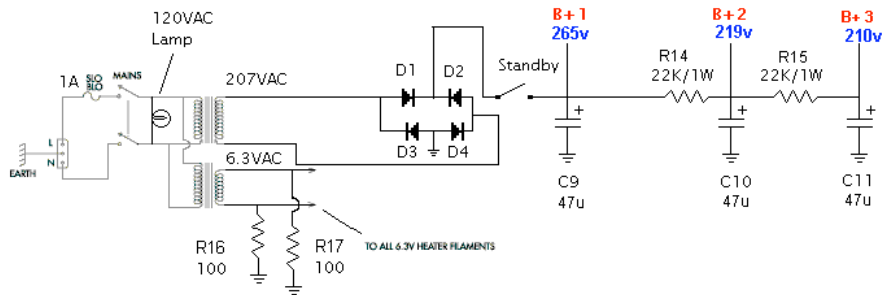 120VAC
Lamp
1A
SLO
BLO
MAINS
L
N
EARTH
207VAC
6.3VAC
D1
D2
D3
D4
Standby
B+1
265v
B+2
219v
B+3
210v
R14
22K/1W
R15
22K/1W
+
+
+
C9
47u
C10
47u
C11
47u
R16
100
R17
100
TO ALL 6.3V HEATER FILAMENTS